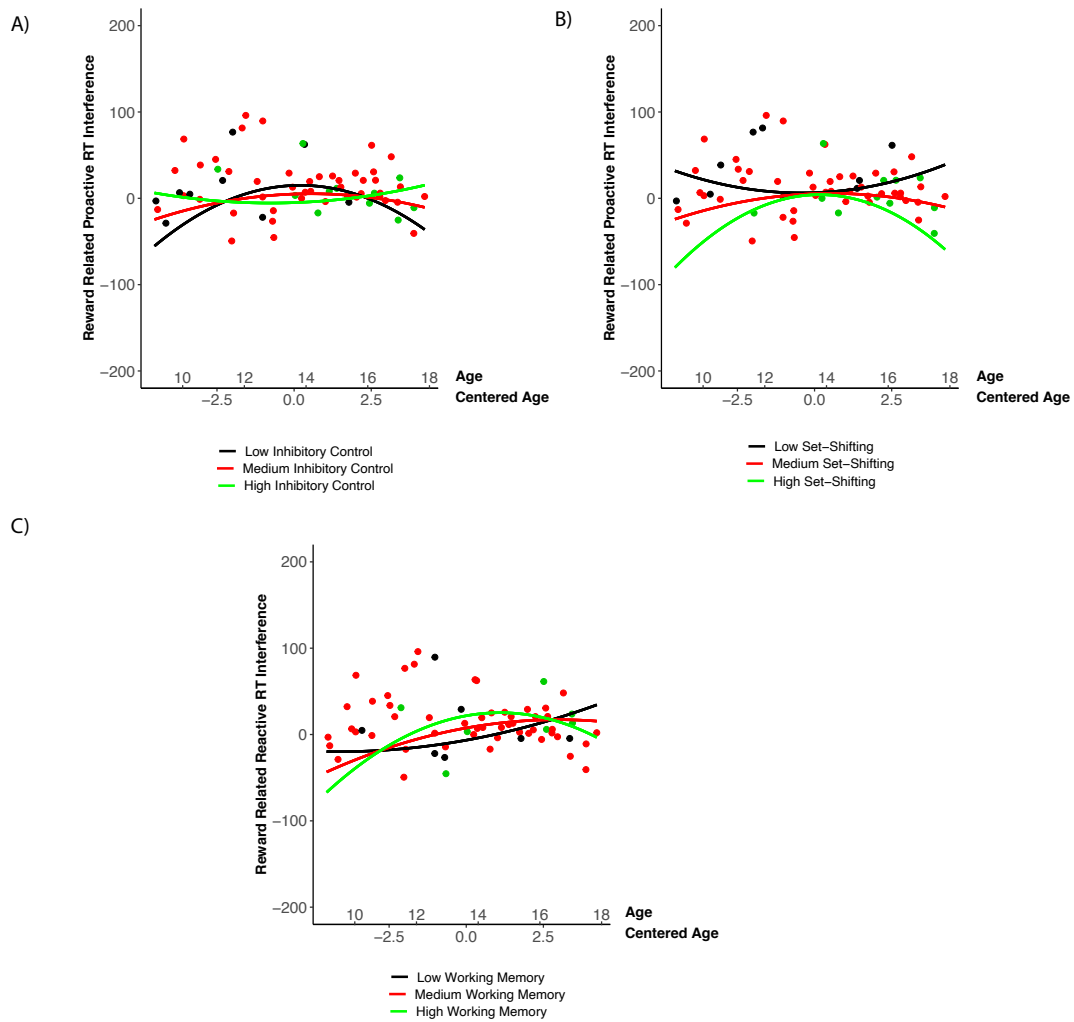 A)
Reward Related Proactive RT Interference
200
100
0
−100
−200
10 12 14 16 18 Age
−2.5 0.0 2.5 Centered Age
Low Inhibitory Control
Medium Inhibitory Control
High Inhibitory Control
B)
Reward Related Proactive RT Interference
200
100
0
−100
−200
10 12 14 16 18 Age
−2.5 0.0 2.5 Centered Age
Low Set−Shifting
Medium Set−Shifting
High Set−Shifting
C)
Reward Related Reactive RT Interference
200
100
0
−100
−200
10 12 14 16 18 Age
−2.5 0.0 2.5 Centered Age
Low Working Memory
Medium Working Memory
High Working Memory